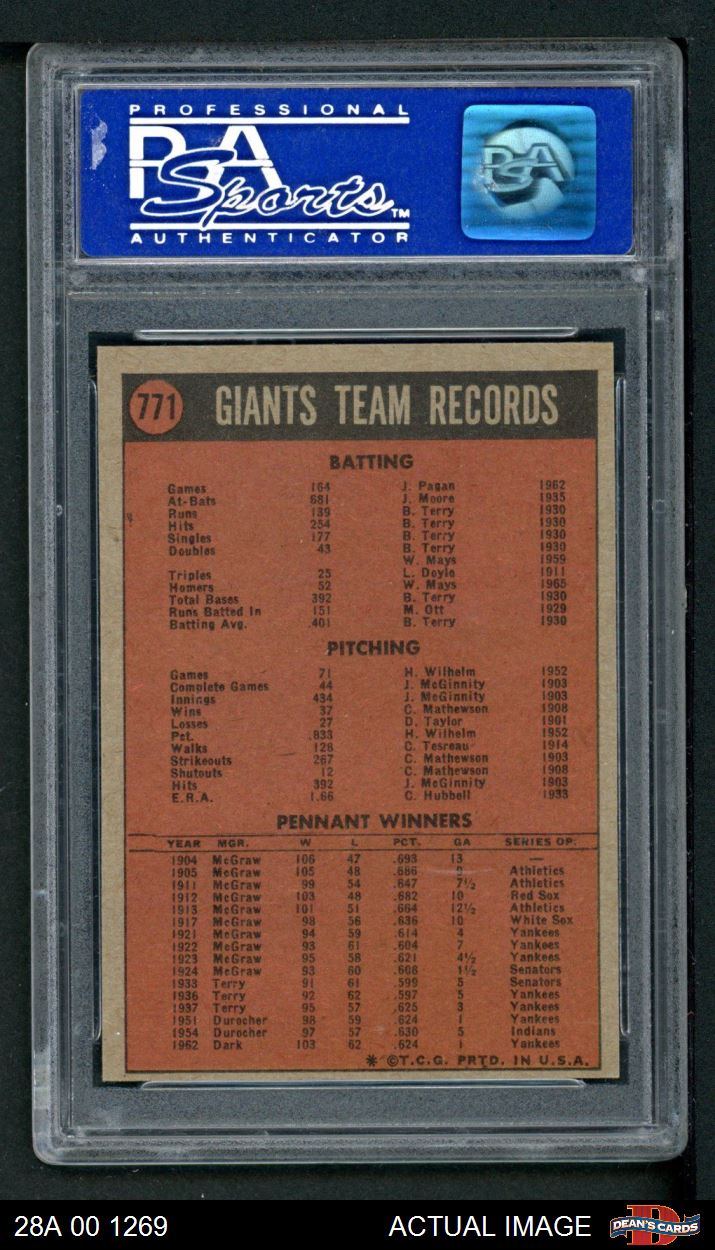 PROFESSIONAL
PSA
Sports™
AUTHENTICATOR
PSA
771 GIANTS TEAM RECORDS
BATTING
Games 164 J. Pagan 1962
At-Bats 681 J. Moore 1935
Runs 139 B. Terry 1930
Hits 254 B. Terry 1930
Singles 177 B. Terry 1930
Doubles 43 B. Terry 1930
W. Mays 1959
Triples 25 L. Doyle 1911
Homers 52 W. Mays 1965
Total Bases 392 B. Terry 1930
Runs Batted In 151 M. Ott 1929
Batting Avg. .401 B. Terry 1930
PITCHING
Games 71 H. Wilhelm 1952
Complete Games 44 J. McGinnity 1903
Innings 434 J. McGinnity 1903
Wins 37 C. Mathewson 1908
Losses 27 D. Taylor 1901
Pct. .833 H. Wilhelm 1952
Walks 128 C. Tesreau 1914
Strikeouts 267 C. Mathewson 1903
Shutouts 12 C. Mathewson 1908
Hits 392 J. McGinnity 1903
E.R.A. 1.66 C. Hubbell 1933
PENNANT WINNERS
YEAR MGR. W L PCT. GA SERIES OP.
1904 McGraw 106 47 .693 13 —
1905 McGraw 105 48 .686 9 Athletics
1911 McGraw 99 54 .647 7½ Athletics
1912 McGraw 103 48 .682 10 Red Sox
1913 McGraw 101 51 .664 12½ Athletics
1917 McGraw 98 56 .636 10 White Sox
1921 McGraw 94 59 .614 4 Yankees
1922 McGraw 93 61 .604 7 Yankees
1923 McGraw 95 58 .621 4½ Yankees
1924 McGraw 93 60 .608 1½ Senators
1933 Terry 91 61 .599 5 Senators
1936 Terry 92 62 .597 5 Yankees
1937 Terry 95 57 .625 3 Yankees
1951 Durocher 98 59 .624 1 Yankees
1954 Durocher 97 57 .630 5 Indians
1962 Dark 103 62 .624 1 Yankees
* ©T.C.G. PRTD. IN U.S.A.
28A 00 1269 ACTUAL IMAGE DEAN'S CARDS